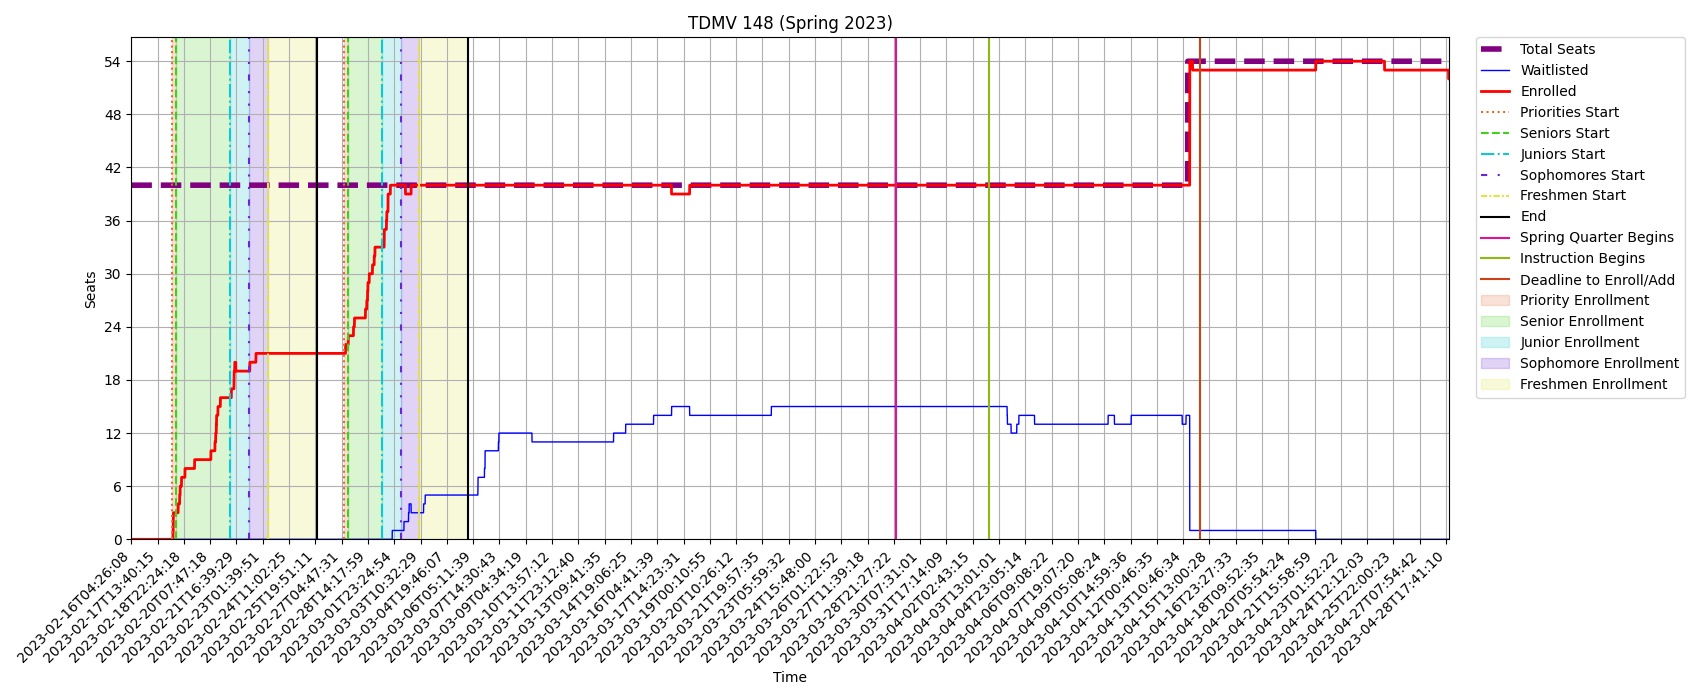 TDMV 148 (Spring 2023)
Seats
54
48
42
36
30
24
18
12
6
0
2023-02-16T04:26:08
2023-02-17T13:40:15
2023-02-18T22:24:18
2023-02-20T07:47:18
2023-02-21T16:39:29
2023-02-23T01:39:51
2023-02-24T11:02:25
2023-02-25T19:51:11
2023-02-27T04:47:31
2023-02-28T14:17:59
2023-03-01T23:24:54
2023-03-03T10:32:29
2023-03-04T19:46:07
2023-03-06T05:11:39
2023-03-07T14:30:43
2023-03-09T04:34:19
2023-03-10T13:57:12
2023-03-11T23:12:40
2023-03-13T09:41:35
2023-03-14T19:06:25
2023-03-16T04:41:39
2023-03-17T14:23:31
2023-03-19T00:10:55
2023-03-20T10:26:12
2023-03-21T19:57:35
2023-03-23T05:59:32
2023-03-24T15:48:00
2023-03-26T01:22:52
2023-03-27T11:39:18
2023-03-28T21:27:22
2023-03-30T07:31:01
2023-03-31T17:14:09
2023-04-02T02:43:15
2023-04-03T13:01:01
2023-04-04T23:05:14
2023-04-06T09:08:22
2023-04-07T19:07:20
2023-04-09T05:08:24
2023-04-10T14:59:36
2023-04-12T00:46:35
2023-04-13T10:46:34
2023-04-15T13:00:28
2023-04-16T23:27:33
2023-04-18T09:52:35
2023-04-20T05:54:24
2023-04-21T15:58:59
2023-04-23T01:52:22
2023-04-24T12:12:03
2023-04-25T22:00:23
2023-04-27T07:54:42
2023-04-28T17:41:10
Time
Total Seats
Waitlisted
Enrolled
Priorities Start
Seniors Start
Juniors Start
Sophomores Start
Freshmen Start
End
Spring Quarter Begins
Instruction Begins
Deadline to Enroll/Add
Priority Enrollment
Senior Enrollment
Junior Enrollment
Sophomore Enrollment
Freshmen Enrollment